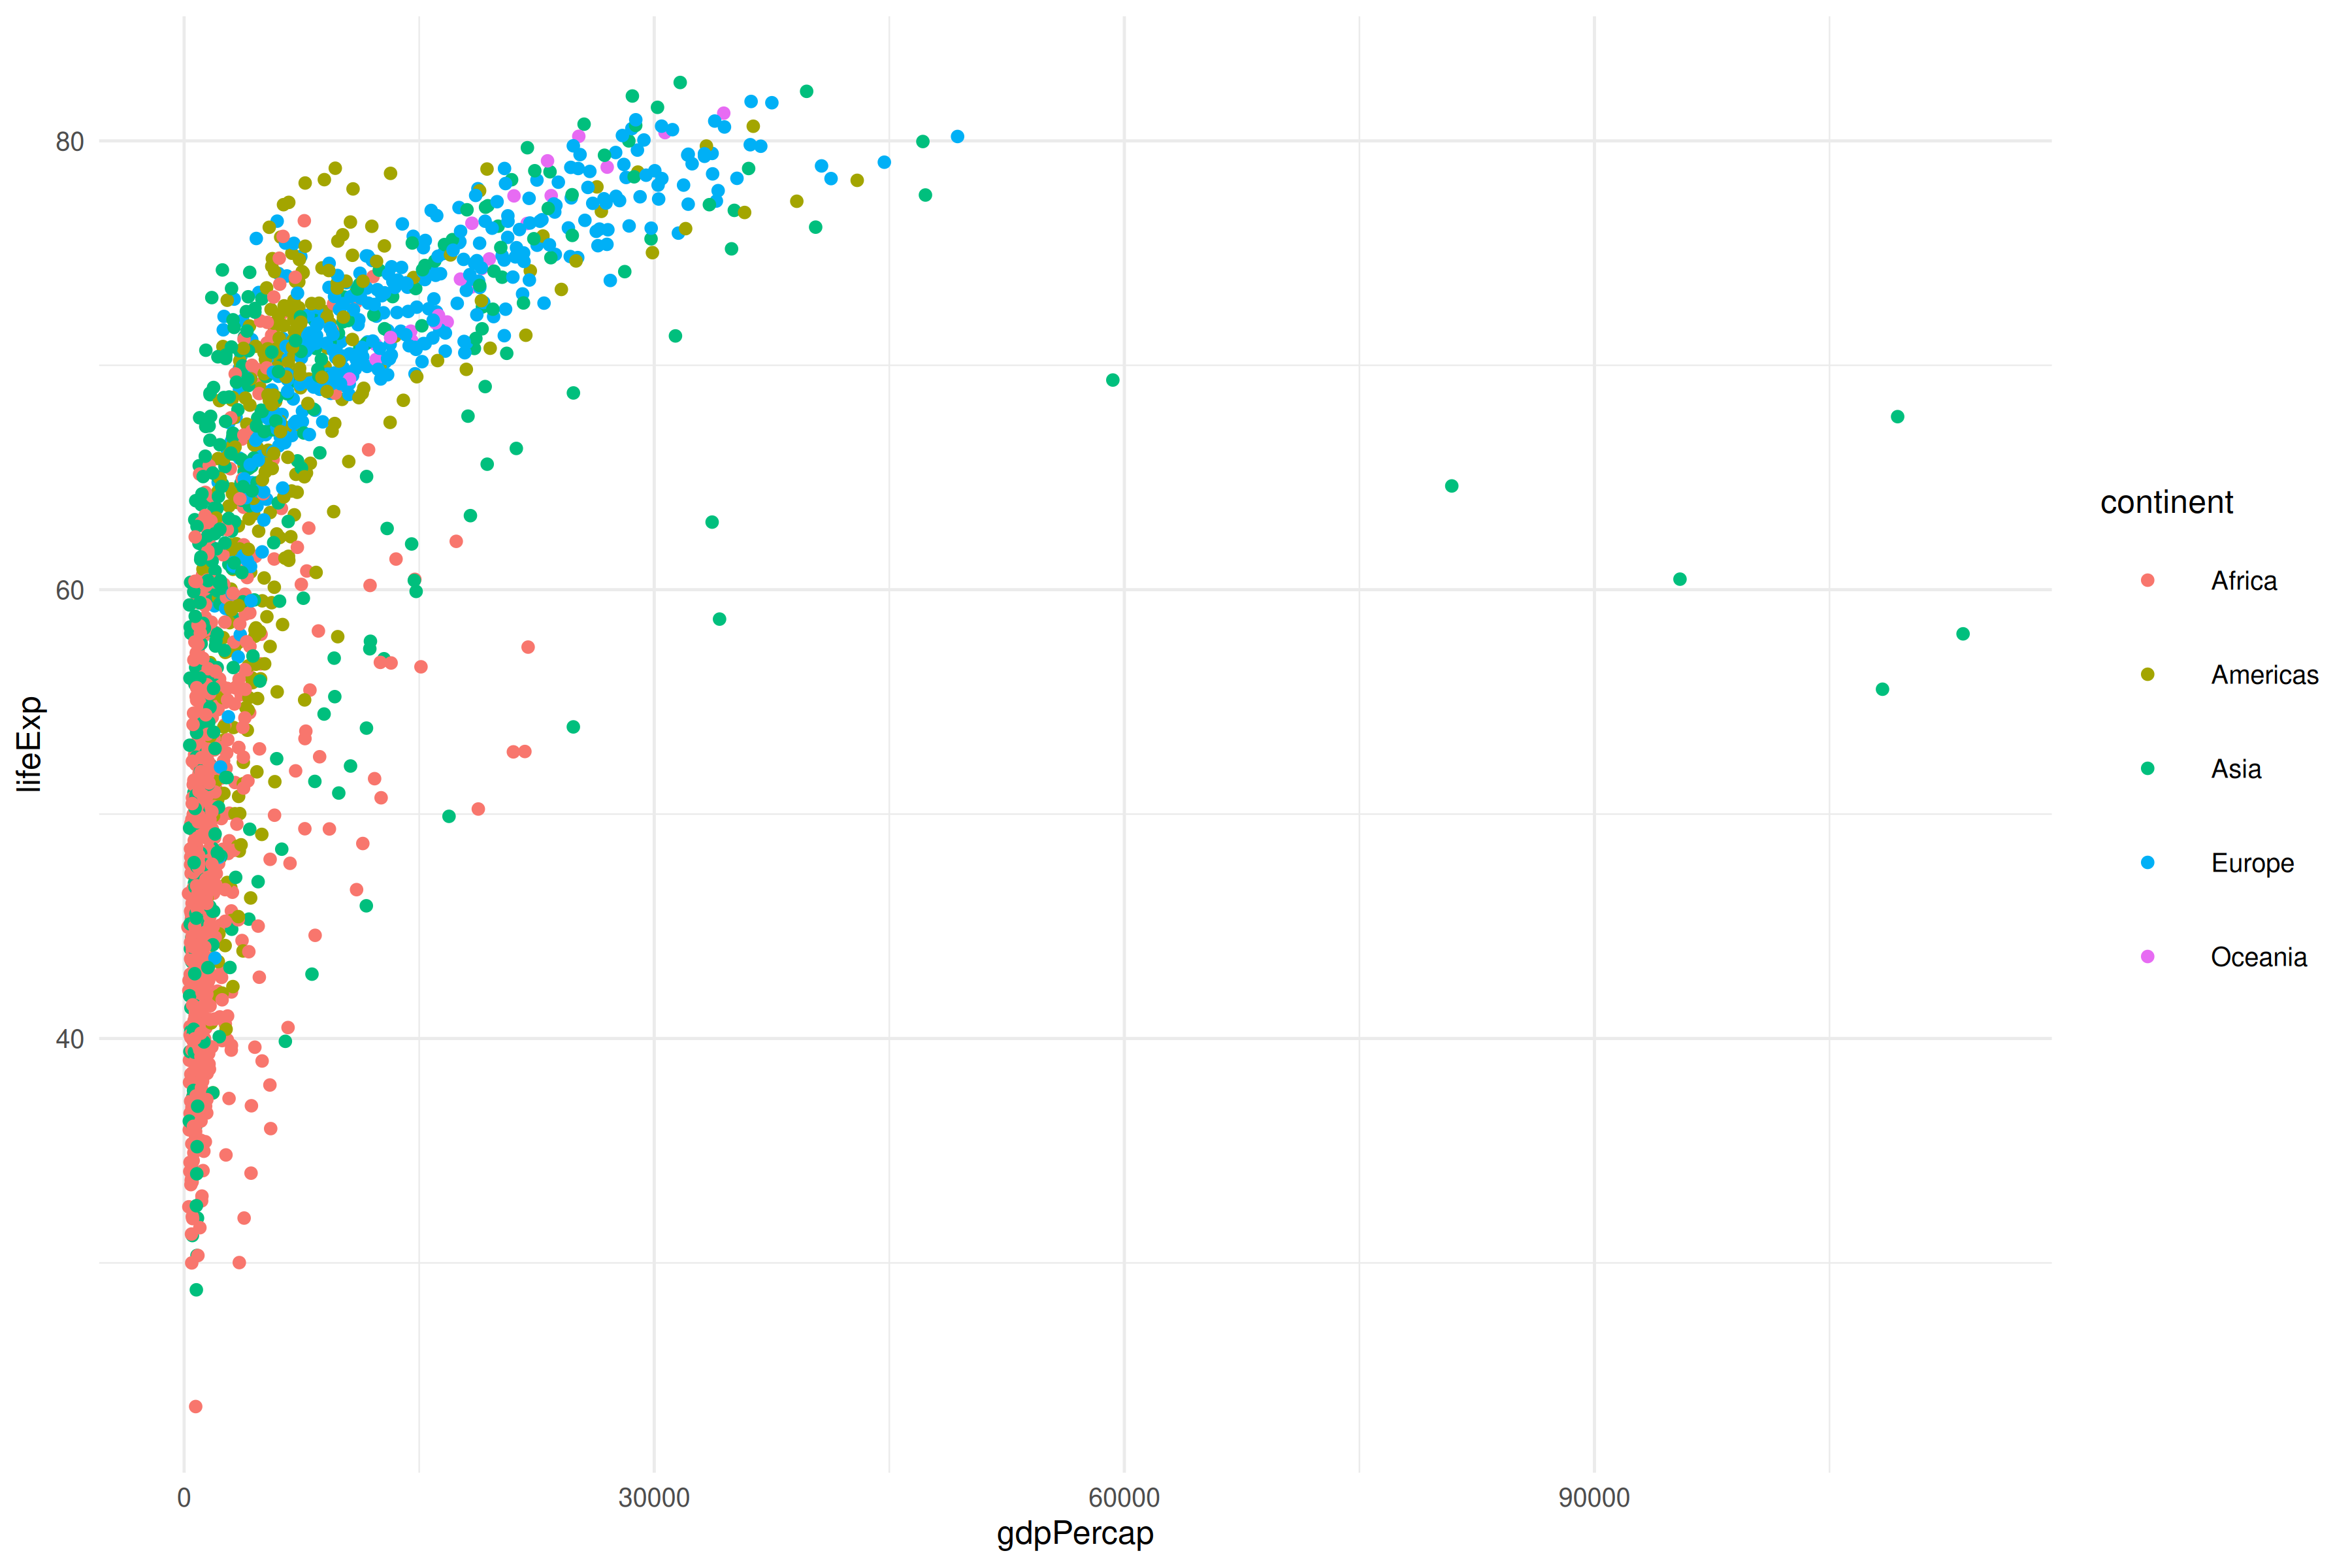 80
60
40
lifeExp
0
30000
60000
90000
gdpPercap
continent
Africa
Americas
Asia
Europe
Oceania